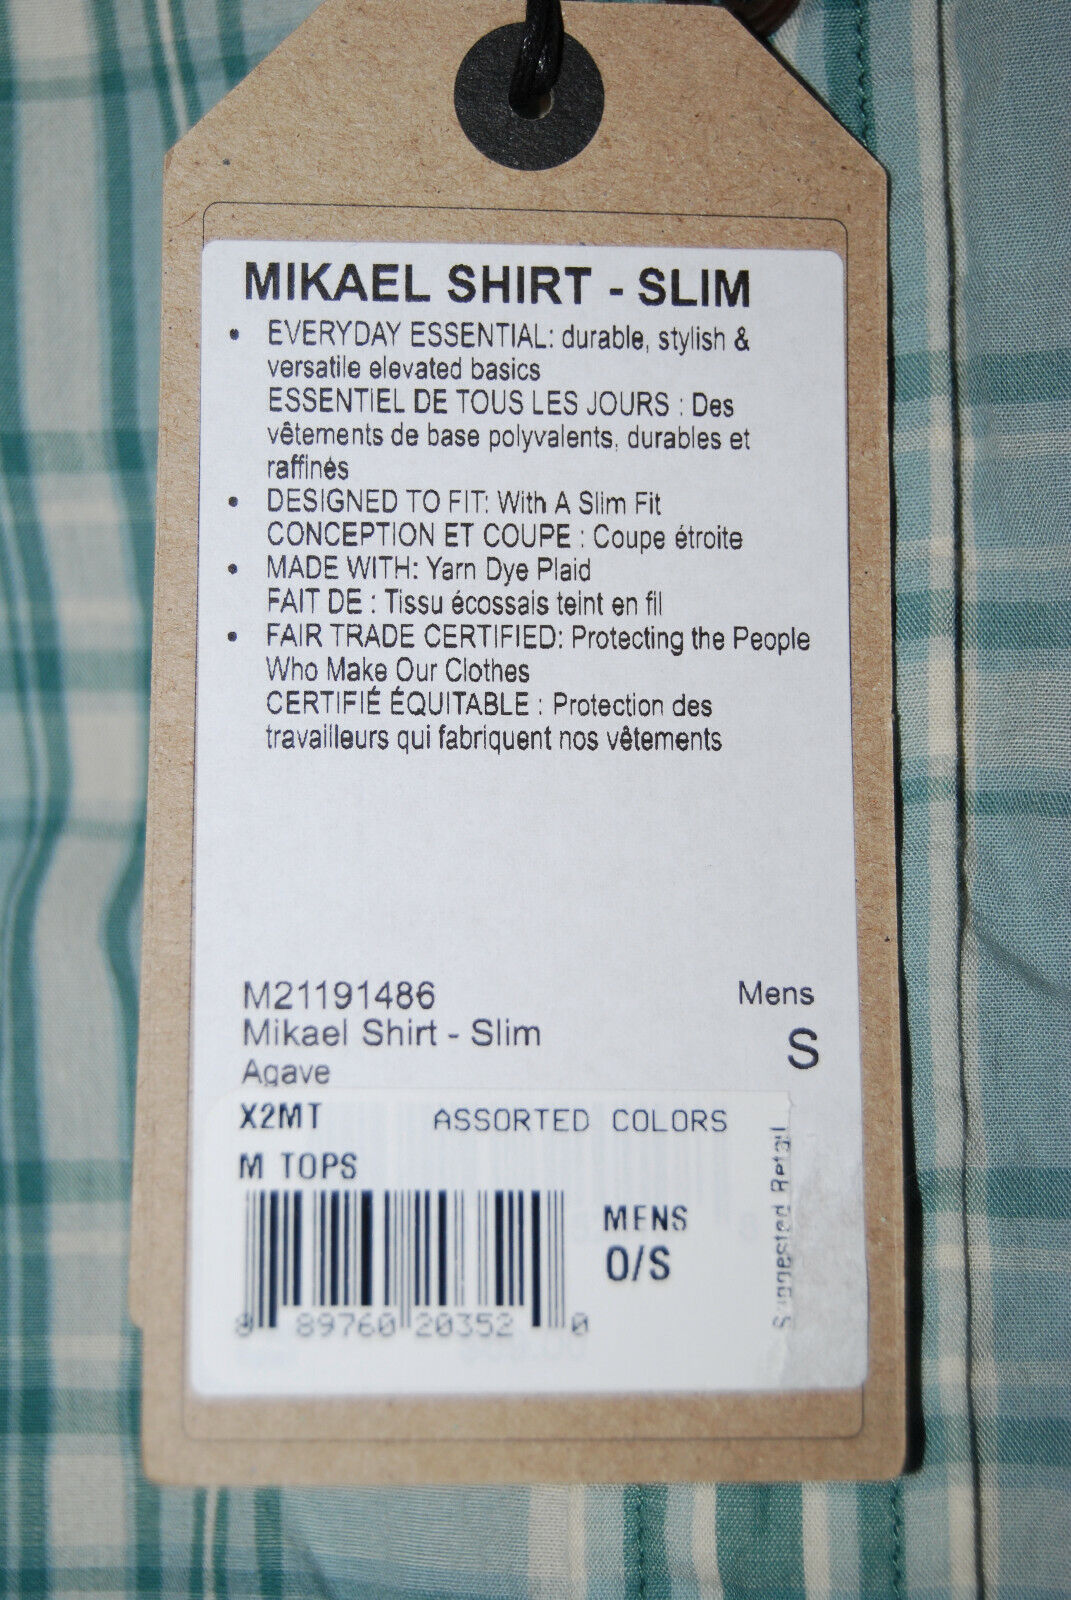 MIKAEL SHIRT - SLIM
• EVERYDAY ESSENTIAL: durable, stylish &
versatile elevated basics
ESSENTIEL DE TOUS LES JOURS : Des
vêtements de base polyvalents, durables et
raffinés
• DESIGNED TO FIT: With A Slim Fit
CONCEPTION ET COUPE : Coupe étroite
• MADE WITH: Yarn Dye Plaid
FAIT DE : Tissu écossais teint en fil
• FAIR TRADE CERTIFIED: Protecting the People
Who Make Our Clothes
CERTIFIÉ ÉQUITABLE : Protection des
travailleurs qui fabriquent nos vêtements
M21191486 Mens
Mikael Shirt - Slim S
Agave
X2MT ASSORTED COLORS
M TOPS
MENS
O/S
8 89760 20352 0
Suggested Retail